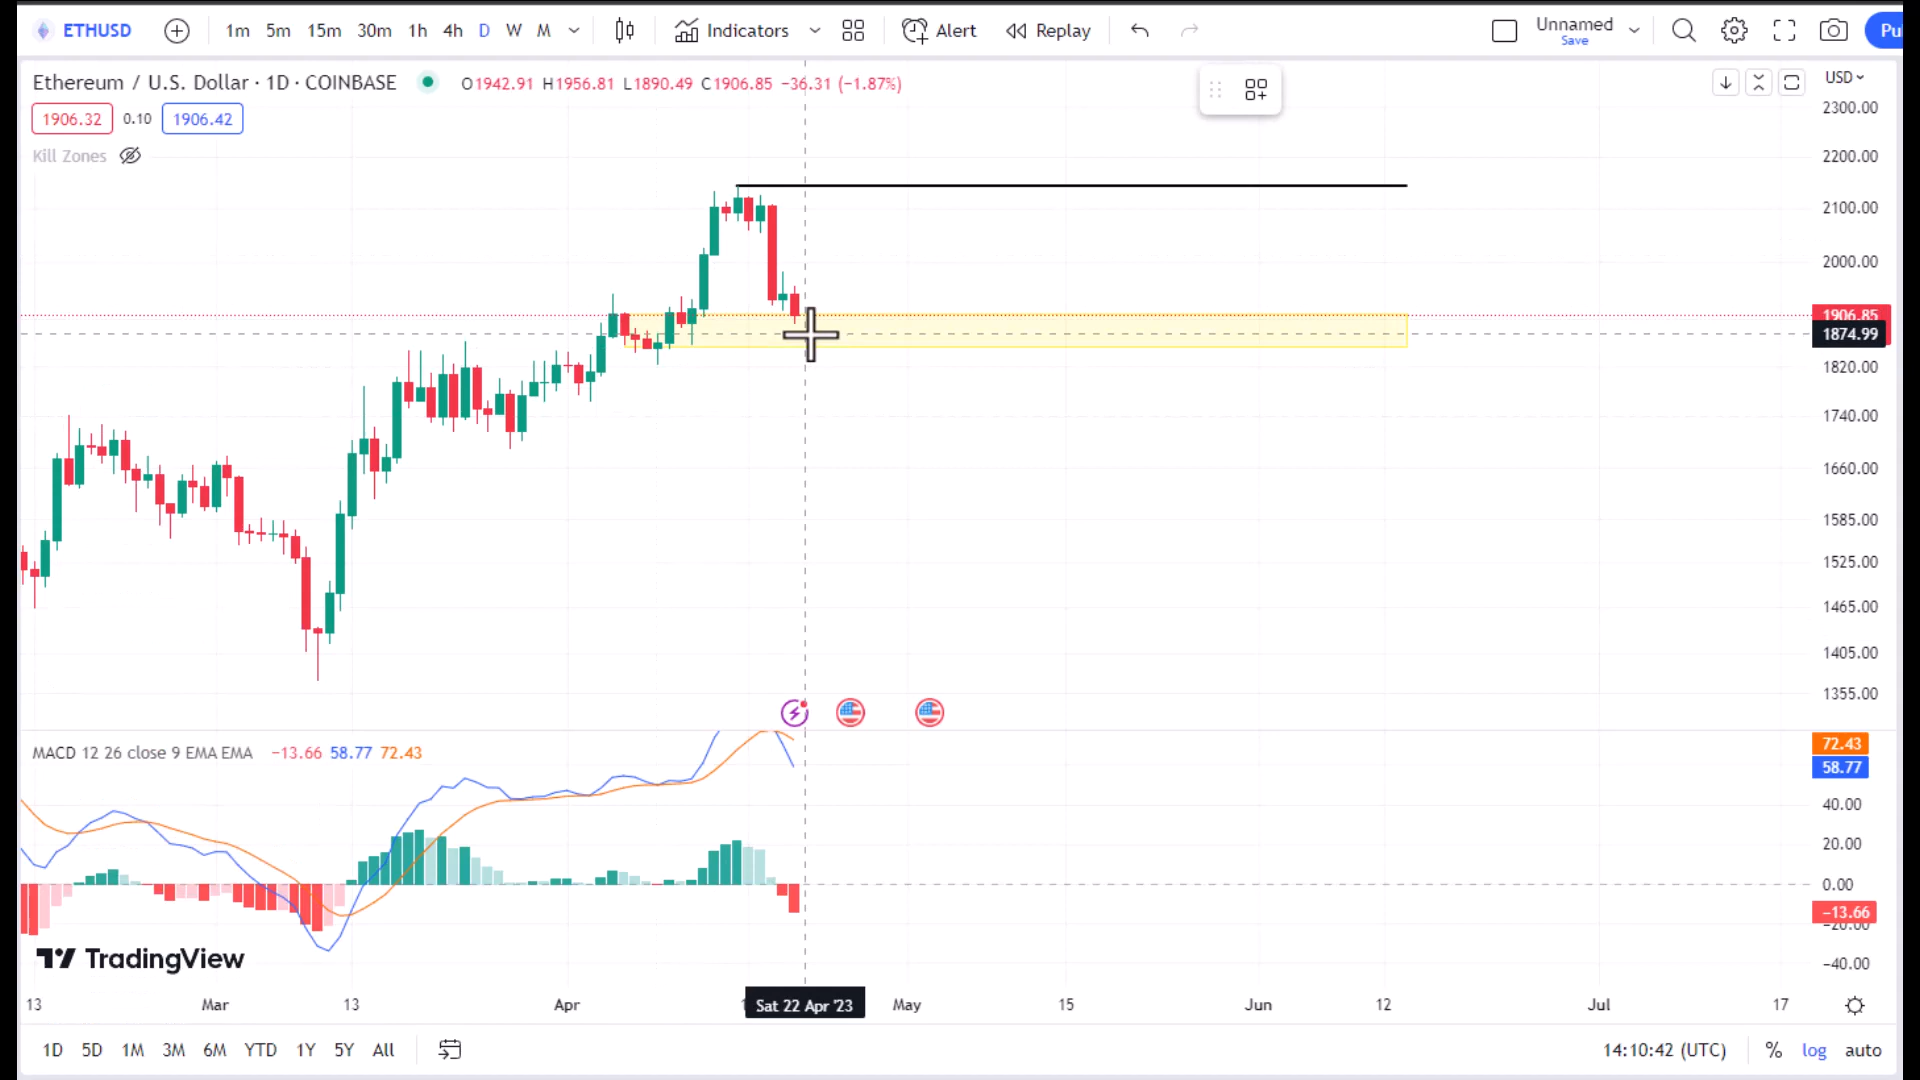 ETHUSD 1m 5m 15m 30m 1h 4h D W M Indicators Alert Replay Unnamed
Save
Ethereum / U.S. Dollar · 1D · COINBASE O1942.91 H1956.81 L1890.49 C1906.85 −36.31 (−1.87%) USD
1906.32 0.10 1906.42
Kill Zones
2300.00
2200.00
2100.00
2000.00
1906.85
1874.99
1820.00
1740.00
1660.00
1585.00
1525.00
1465.00
1405.00
1355.00
MACD 12 26 close 9 EMA EMA −13.66 58.77 72.43
72.43
58.77
40.00
20.00
0.00
−13.66
−20.00
−40.00
TradingView
13 Mar 13 Apr Sat 22 Apr '23 May 15 Jun 12 Jul 17
1D 5D 1M 3M 6M YTD 1Y 5Y All 14:10:42 (UTC) % log auto